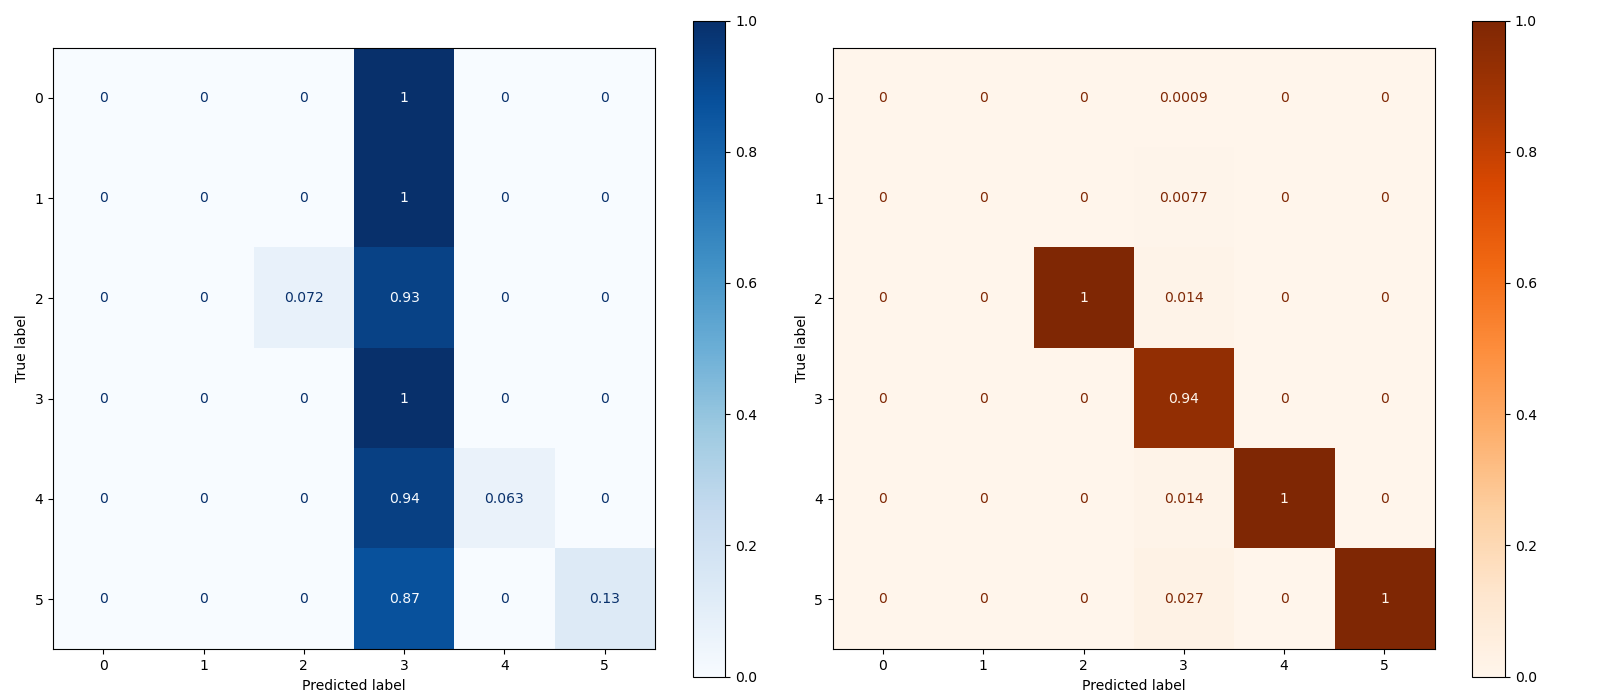 1.0
0.8
0.6
0.4
0.2
0.0
0 0 0 0 1 0 0
1 0 0 0 1 0 0
2 0 0 0.072 0.93 0 0
3 0 0 0 1 0 0
4 0 0 0 0.94 0.063 0
5 0 0 0 0.87 0 0.13
0 1 2 3 4 5
True label
Predicted label
1.0
0.8
0.6
0.4
0.2
0.0
0 0 0 0 0.0009 0 0
1 0 0 0 0.0077 0 0
2 0 0 1 0.014 0 0
3 0 0 0 0.94 0 0
4 0 0 0 0.014 1 0
5 0 0 0 0.027 0 1
0 1 2 3 4 5
True label
Predicted label